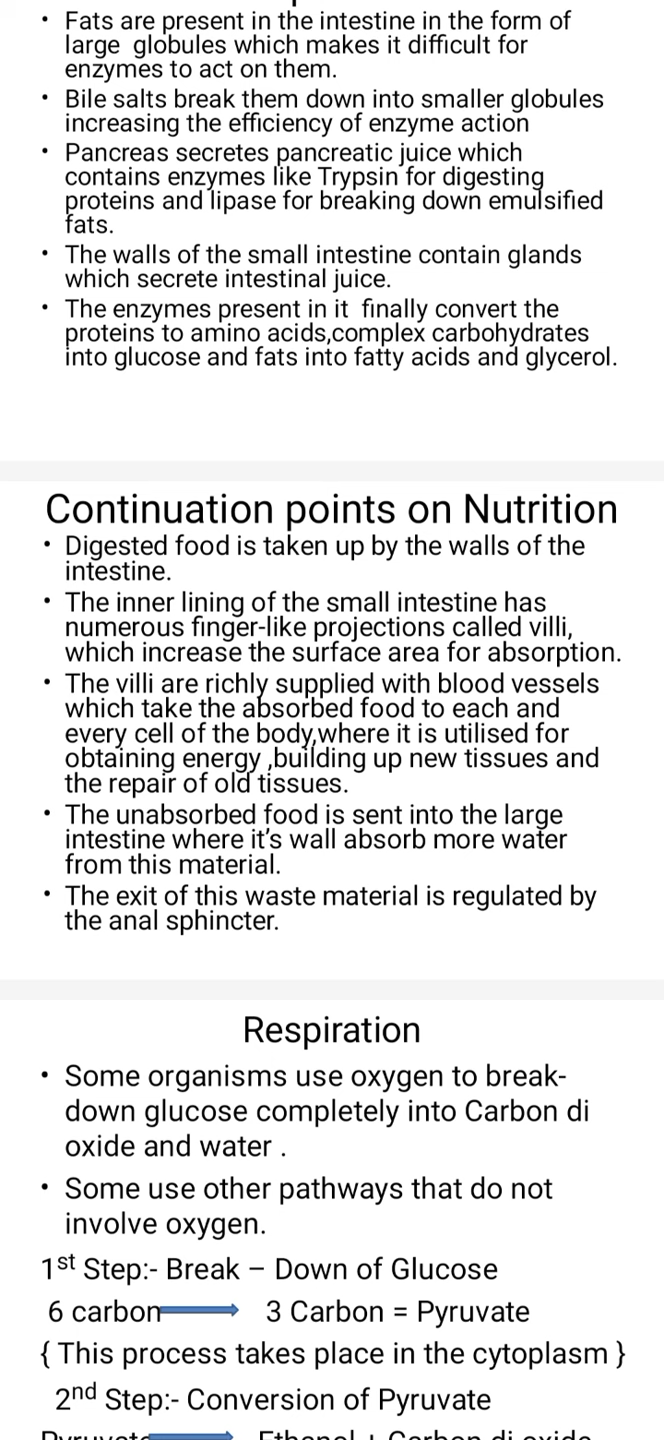 • Fats are present in the intestine in the form of
large globules which makes it difficult for
enzymes to act on them.
• Bile salts break them down into smaller globules
increasing the efficiency of enzyme action
• Pancreas secretes pancreatic juice which
contains enzymes like Trypsin for digesting
proteins and lipase for breaking down emulsified
fats.
• The walls of the small intestine contain glands
which secrete intestinal juice.
• The enzymes present in it finally convert the
proteins to amino acids,complex carbohydrates
into glucose and fats into fatty acids and glycerol.
Continuation points on Nutrition
• Digested food is taken up by the walls of the
intestine.
• The inner lining of the small intestine has
numerous finger-like projections called villi,
which increase the surface area for absorption.
• The villi are richly supplied with blood vessels
which take the absorbed food to each and
every cell of the body,where it is utilised for
obtaining energy ,building up new tissues and
the repair of old tissues.
• The unabsorbed food is sent into the large
intestine where it's wall absorb more water
from this material.
• The exit of this waste material is regulated by
the anal sphincter.
Respiration
• Some organisms use oxygen to break-
down glucose completely into Carbon di
oxide and water .
• Some use other pathways that do not
involve oxygen.
1st Step:- Break – Down of Glucose
6 carbon → 3 Carbon = Pyruvate
{ This process takes place in the cytoplasm }
2nd Step:- Conversion of Pyruvate
Pyruvate → Ethanol + Carbon di oxide